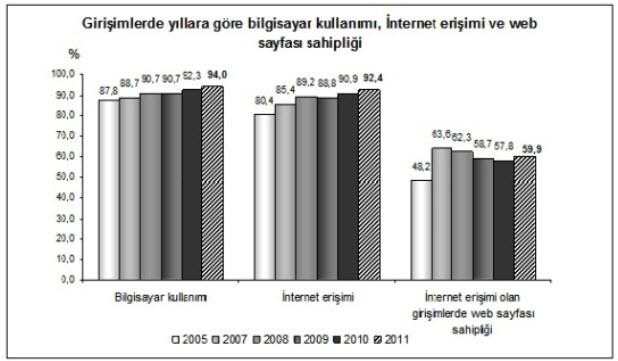 Girişimlerde yıllara göre bilgisayar kullanımı, İnternet erişimi ve web
sayfası sahipliği
%
100,0
90,0
80,0
70,0
60,0
50,0
40,0
30,0
20,0
10,0
0,0
87,8 88,7 90,7 90,7 92,3 94,0
80,4 85,4 89,2 88,8 90,9 92,4
48,2 63,6 62,3 58,7 57,8 59,9
Bilgisayar kullanımı
İnternet erişimi
İnternet erişimi olan
girişimlerde web sayfası
sahipliği
2005 2007 2008 2009 2010 2011